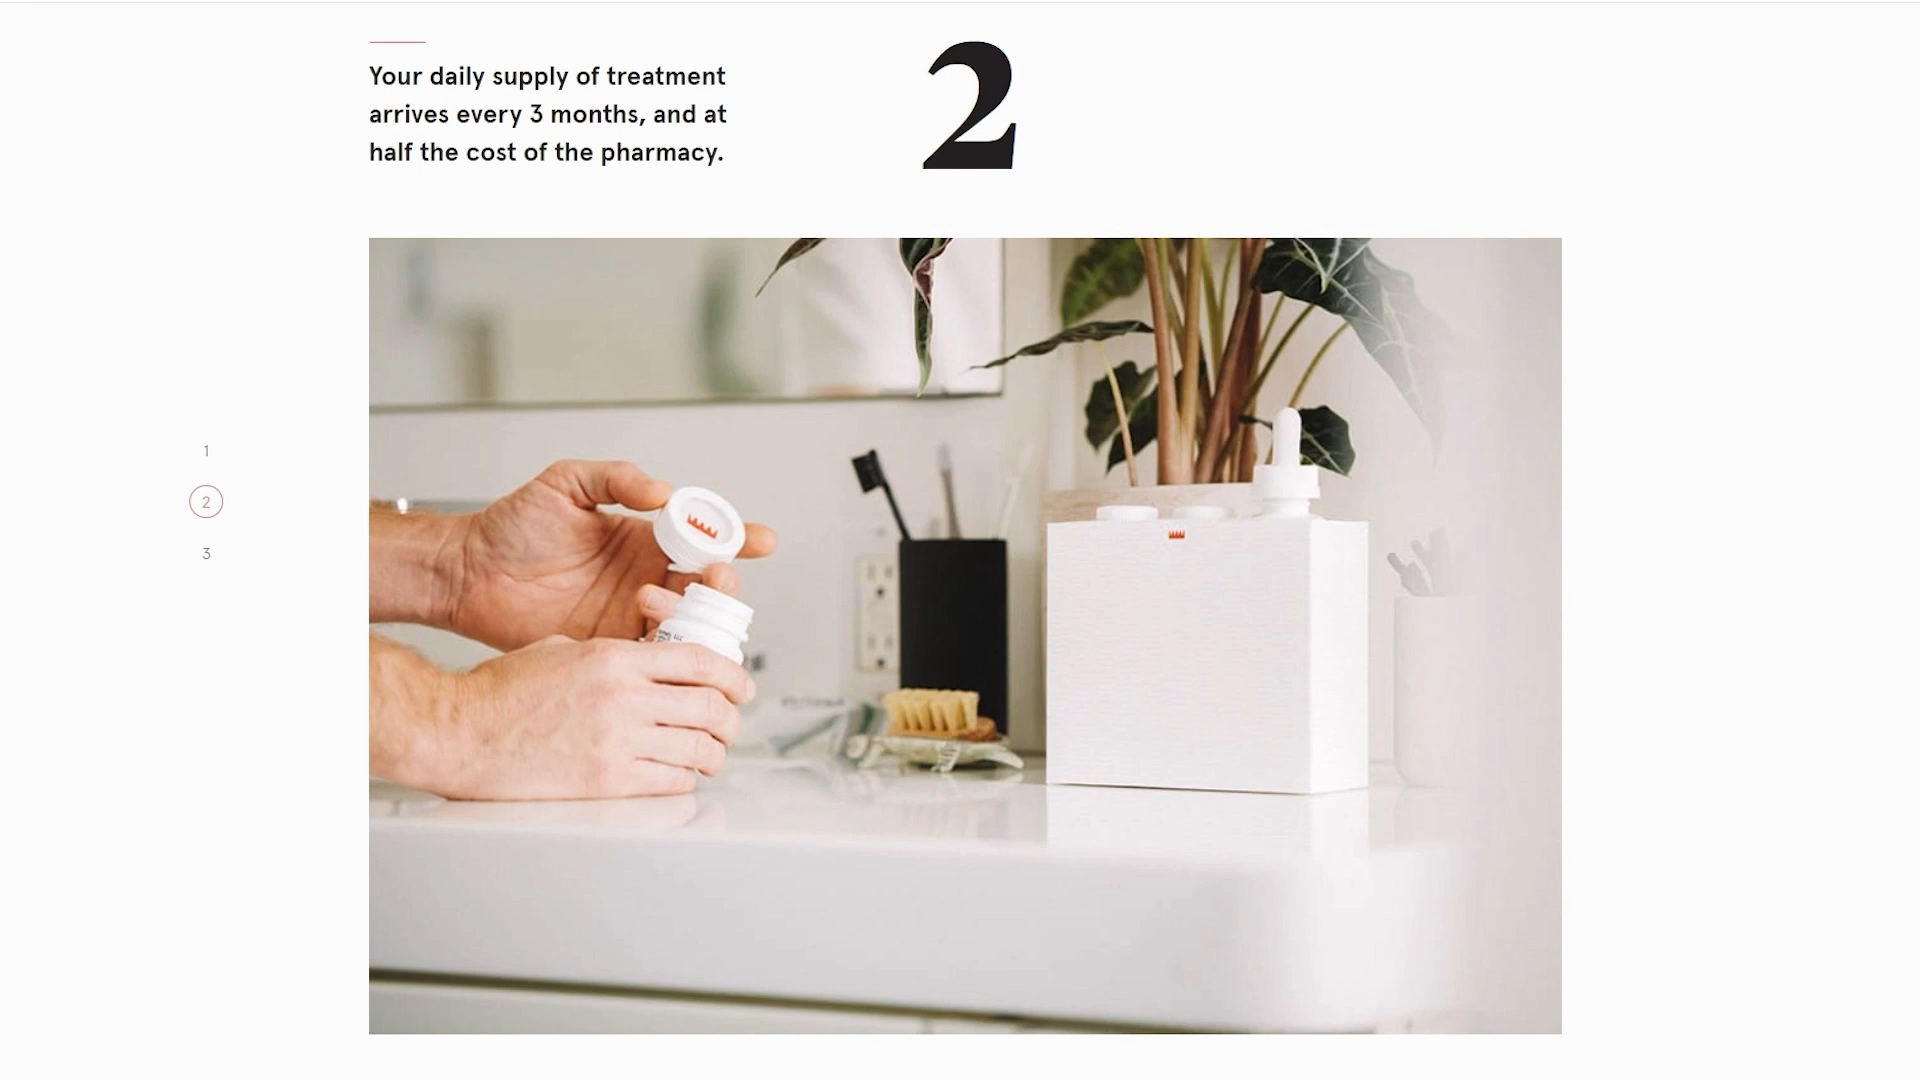 Your daily supply of treatment
arrives every 3 months, and at
half the cost of the pharmacy.
2
1
2
3